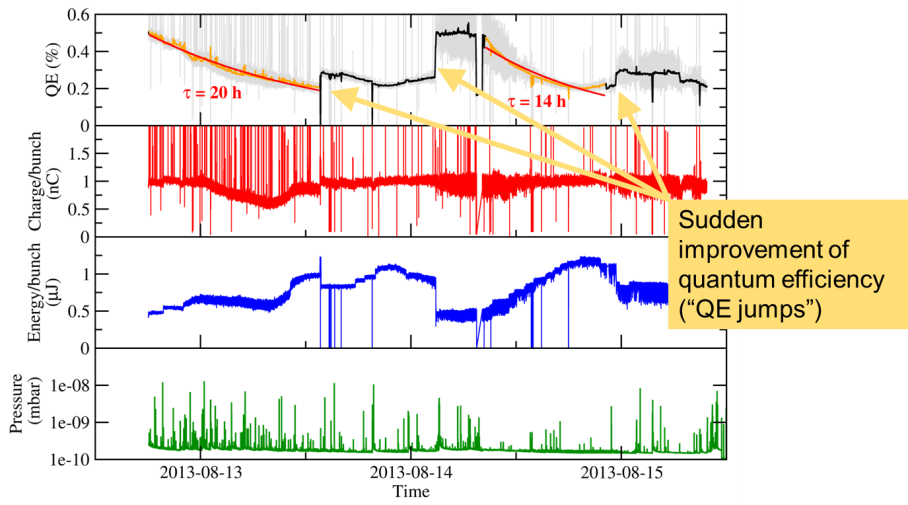 0.6
0.4
0.2
0
QE (%)
τ = 20 h
τ = 14 h
1.5
1
0.5
0
Charge/bunch
(nC)
1
0.5
0
Energy/bunch
(μJ)
Sudden
improvement of
quantum efficiency
(“QE jumps”)
1e-08
1e-09
1e-10
Pressure
(mbar)
2013-08-13
2013-08-14
2013-08-15
Time